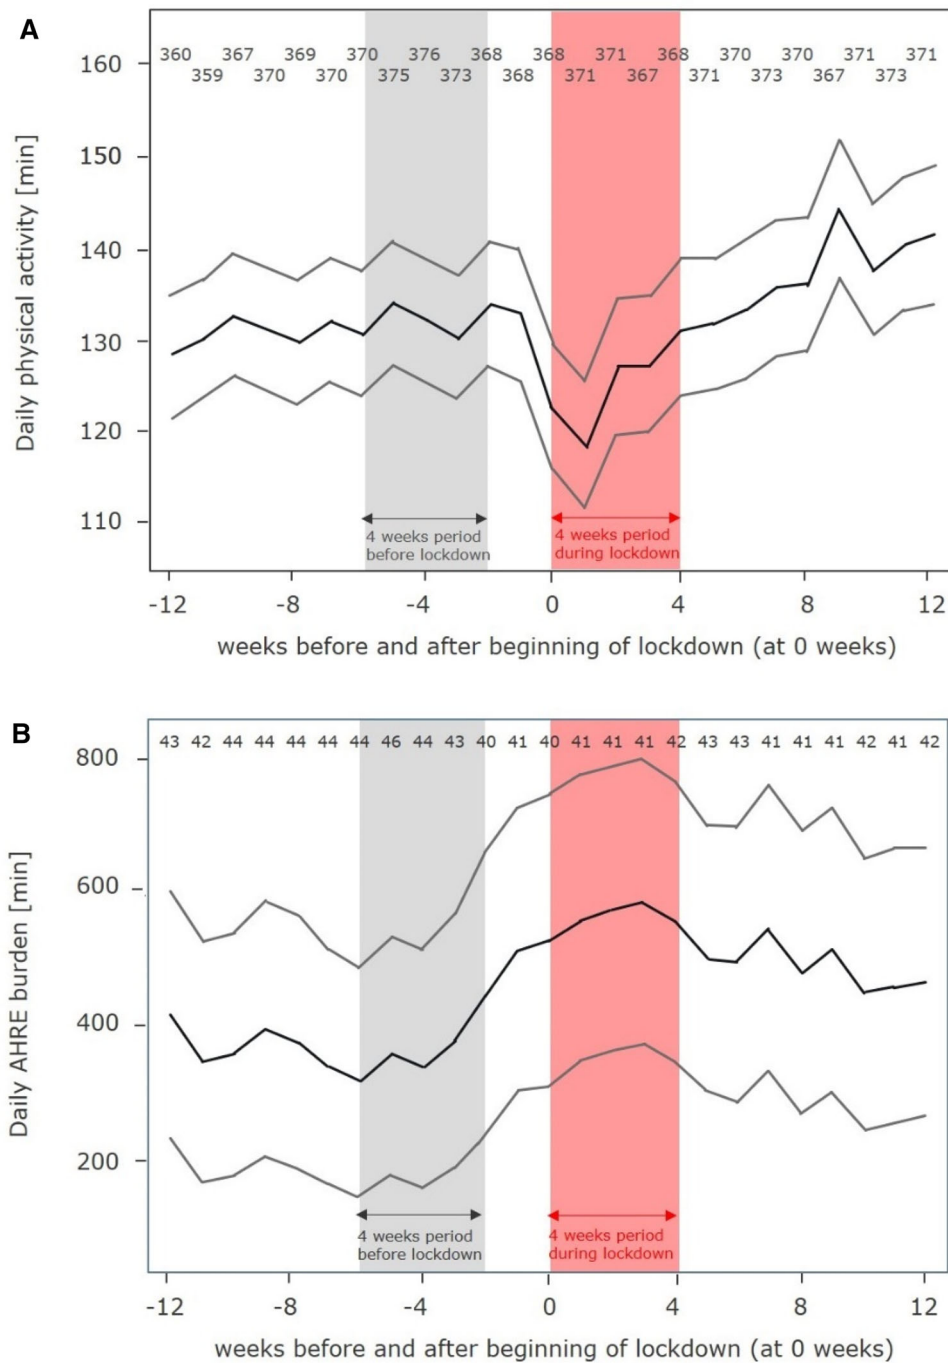 A
360 367 369 370 376 368 368 371 368 370 370 371 371
359 370 370 375 373 368 371 367 371 373 367 373
160
150
140
130
120
110
Daily physical activity [min]
4 weeks period
before lockdown
4 weeks period
during lockdown
-12 -8 -4 0 4 8 12
weeks before and after beginning of lockdown (at 0 weeks)
B
43 42 44 44 44 44 44 46 44 43 40 41 40 41 41 41 42 43 43 41 41 41 42 41 42
800
600
400
200
Daily AHRE burden [min]
4 weeks period
before lockdown
4 weeks period
during lockdown
-12 -8 -4 0 4 8 12
weeks before and after beginning of lockdown (at 0 weeks)